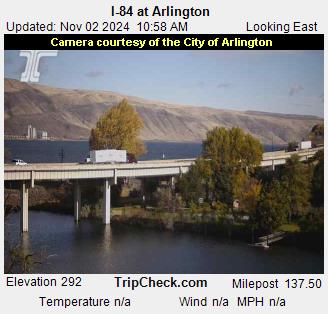 I-84 at Arlington
Updated: Nov 02 2024 10:58 AM Looking East
Camera courtesy of the City of Arlington
Elevation 292 TripCheck.com Milepost 137.50
Temperature n/a Wind n/a MPH n/a